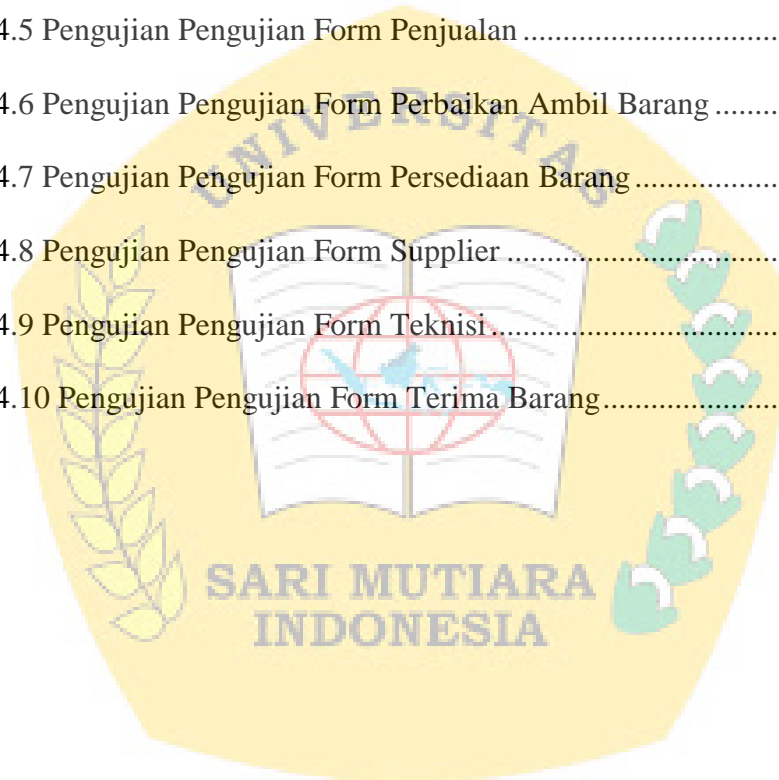 4.5 Pengujian Pengujian Form Penjualan ................................
4.6 Pengujian Pengujian Form Perbaikan Ambil Barang ........
4.7 Pengujian Pengujian Form Persediaan Barang ..................
4.8 Pengujian Pengujian Form Supplier ..................................
4.9 Pengujian Pengujian Form Teknisi ....................................
4.10 Pengujian Pengujian Form Terima Barang ......................
UNIVERSITAS
SARI MUTIARA
INDONESIA